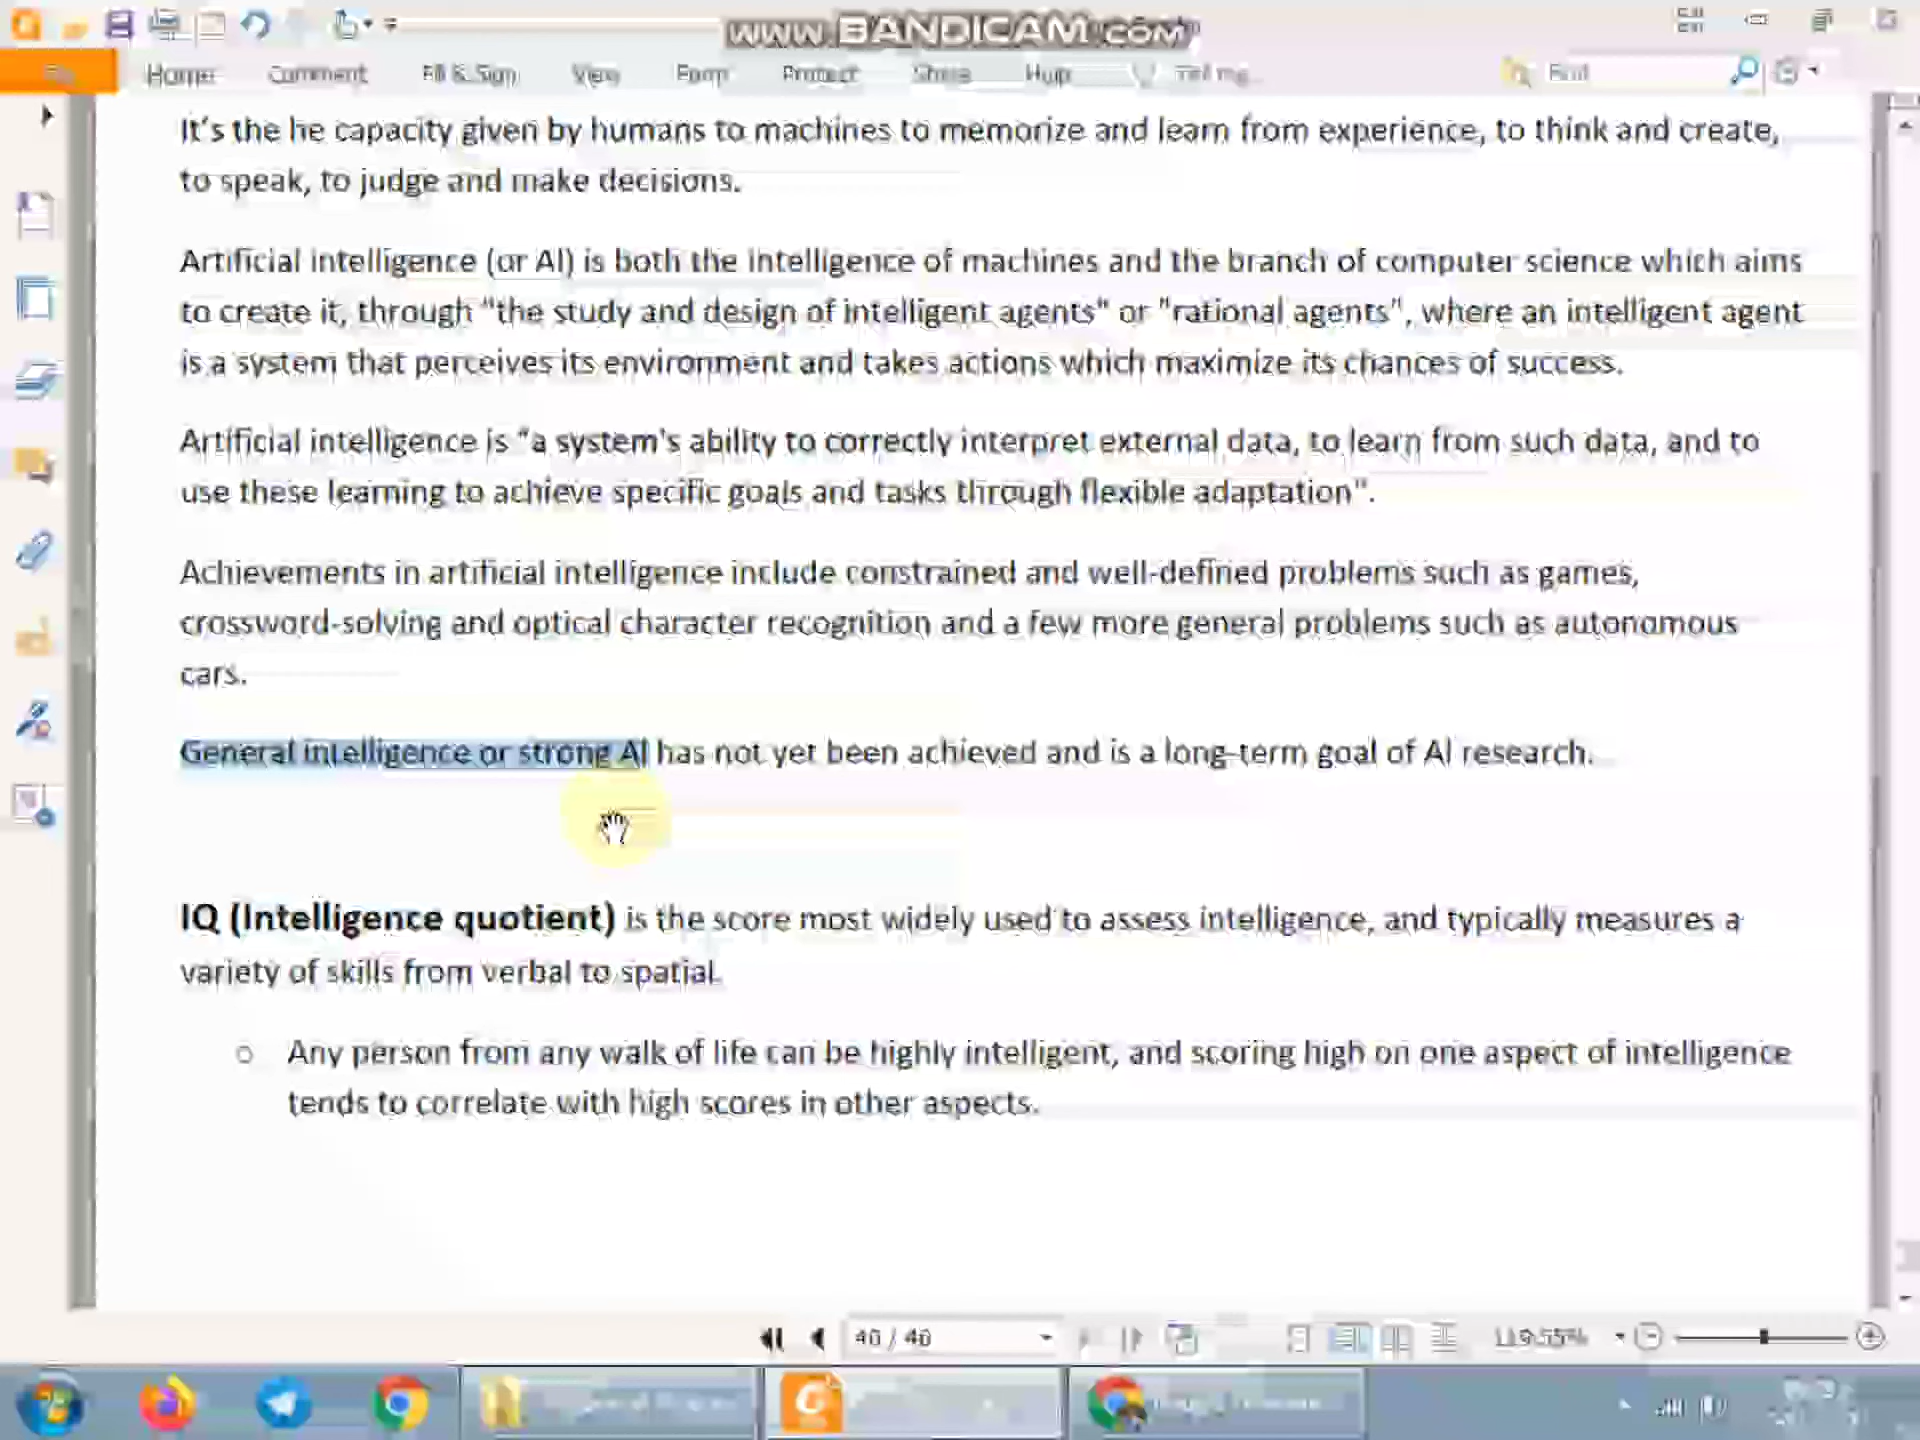 www.BANDICAM.com
Home Comment Fill & Sign View Form Protect Share Help Tell me... Find
It's the he capacity given by humans to machines to memorize and learn from experience, to think and create,
to speak, to judge and make decisions.
Artificial intelligence (or AI) is both the intelligence of machines and the branch of computer science which aims
to create it, through "the study and design of intelligent agents" or "rational agents", where an intelligent agent
is a system that perceives its environment and takes actions which maximize its chances of success.
Artificial intelligence is "a system's ability to correctly interpret external data, to learn from such data, and to
use these learning to achieve specific goals and tasks through flexible adaptation".
Achievements in artificial intelligence include constrained and well-defined problems such as games,
crossword-solving and optical character recognition and a few more general problems such as autonomous
cars.
General intelligence or strong AI has not yet been achieved and is a long-term goal of AI research.
IQ (Intelligence quotient) is the score most widely used to assess intelligence, and typically measures a
variety of skills from verbal to spatial.
o Any person from any walk of life can be highly intelligent, and scoring high on one aspect of intelligence
tends to correlate with high scores in other aspects.
40 / 40 119.55%